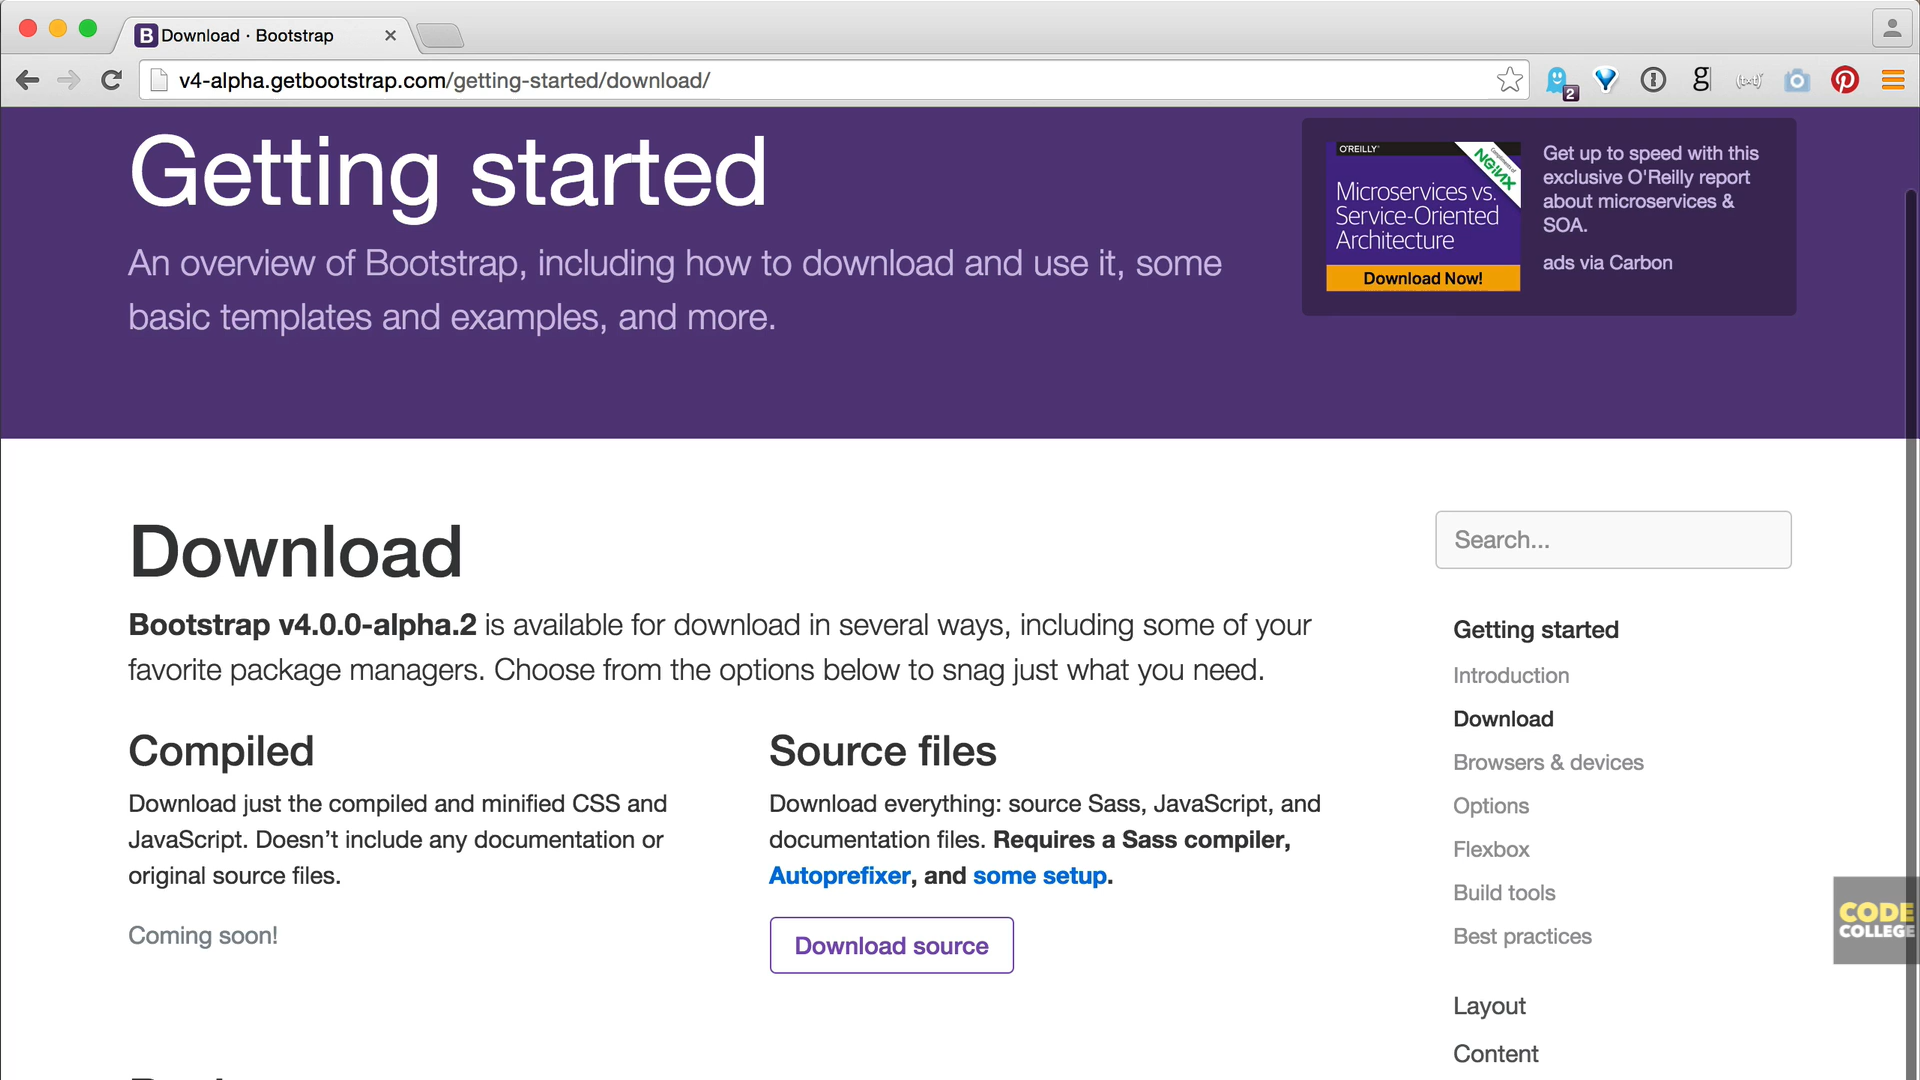 Download · Bootstrap
v4-alpha.getbootstrap.com/getting-started/download/
2
g
(txt)
Getting started
An overview of Bootstrap, including how to download and use it, some
basic templates and examples, and more.
O'REILLY
Compliments of
NGINX
Microservices vs.
Service-Oriented
Architecture
Download Now!
Get up to speed with this
exclusive O'Reilly report
about microservices &
SOA.
ads via Carbon
Download
Bootstrap v4.0.0-alpha.2 is available for download in several ways, including some of your
favorite package managers. Choose from the options below to snag just what you need.
Compiled
Download just the compiled and minified CSS and
JavaScript. Doesn’t include any documentation or
original source files.
Coming soon!
Source files
Download everything: source Sass, JavaScript, and
documentation files. Requires a Sass compiler,
Autoprefixer, and some setup.
Download source
Search...
Getting started
Introduction
Download
Browsers & devices
Options
Flexbox
Build tools
Best practices
Layout
Content
CODE
COLLEGE